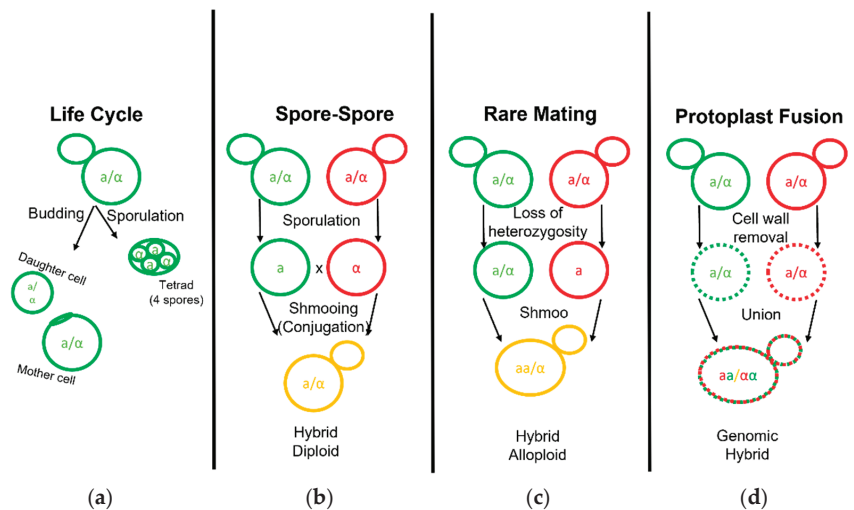 Life Cycle
a/α
Budding
Sporulation
α
a
a
α
Tetrad
(4 spores)
Daughter cell
a/
α
a/α
Mother cell
(a)
Spore-Spore
a/α
a/α
Sporulation
a
x
α
Shmooing
(Conjugation)
a/α
Hybrid
Diploid
(b)
Rare Mating
a/α
a/α
Loss of
heterozygosity
a/α
a
Shmoo
aa/α
Hybrid
Alloploid
(c)
Protoplast Fusion
a/α
a/α
Cell wall
removal
a/α
a/α
Union
aa/αα
Genomic
Hybrid
(d)